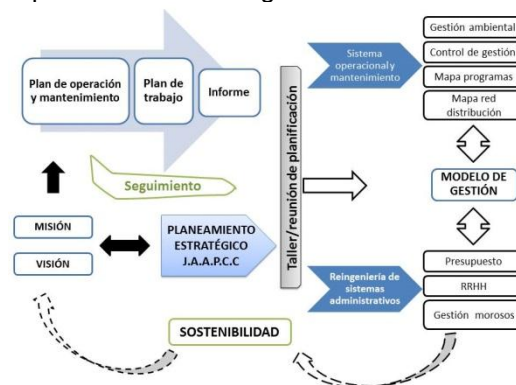 Plan de operación
y mantenimiento
Plan de
trabajo
Informe
Seguimiento
MISIÓN
VISIÓN
PLANEAMIENTO
ESTRATÉGICO
J.A.A.P.C.C
SOSTENIBILIDAD
Taller/reunión de planificación
Sistema
operacional y
mantenimiento
Reingeniería de
sistemas
administrativos
Gestión ambiental
Control de gestión
Mapa programas
Mapa red
distribución
MODELO DE
GESTIÓN
Presupuesto
RRHH
Gestión morosos